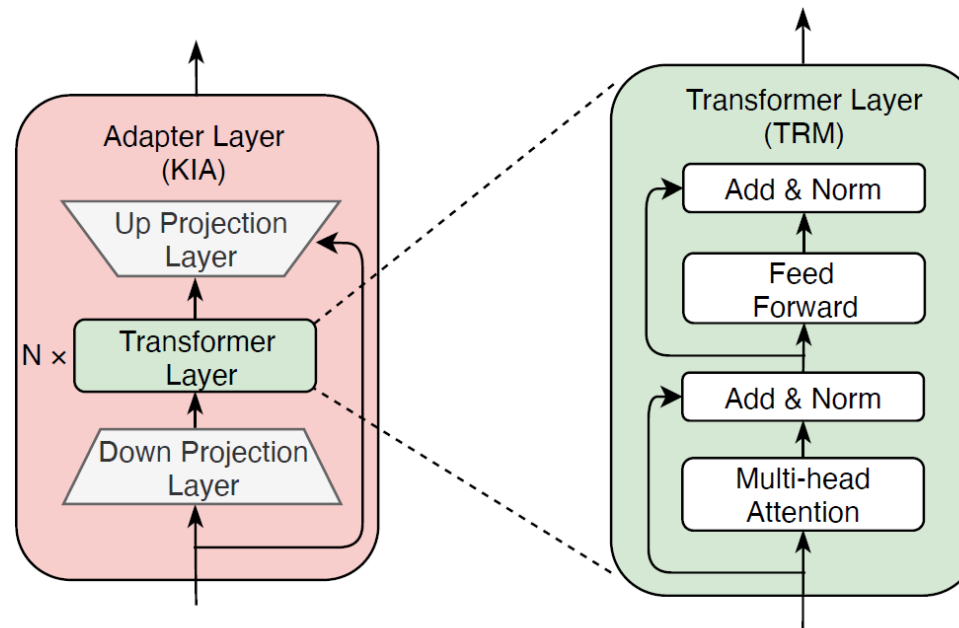 Adapter Layer
(KIA)
Up Projection
Layer
N ×
Transformer
Layer
Down Projection
Layer
Transformer Layer
(TRM)
Add & Norm
Feed
Forward
Add & Norm
Multi-head
Attention